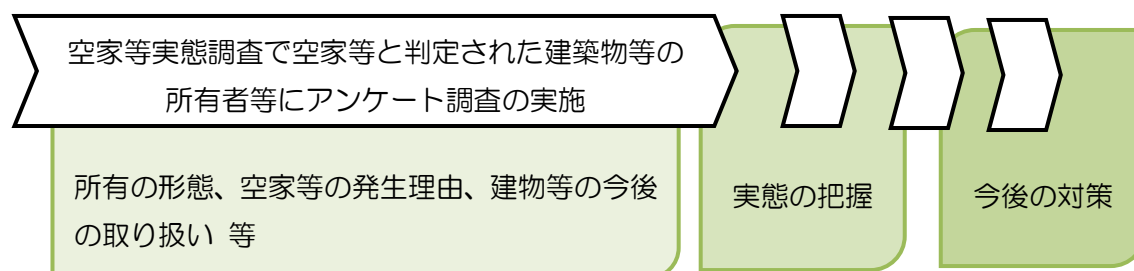 空家等実態調査で空家等と判定された建築物等の
所有者等にアンケート調査の実施
所有の形態、空家等の発生理由、建物等の今後
の取り扱い 等
実態の把握
今後の対策